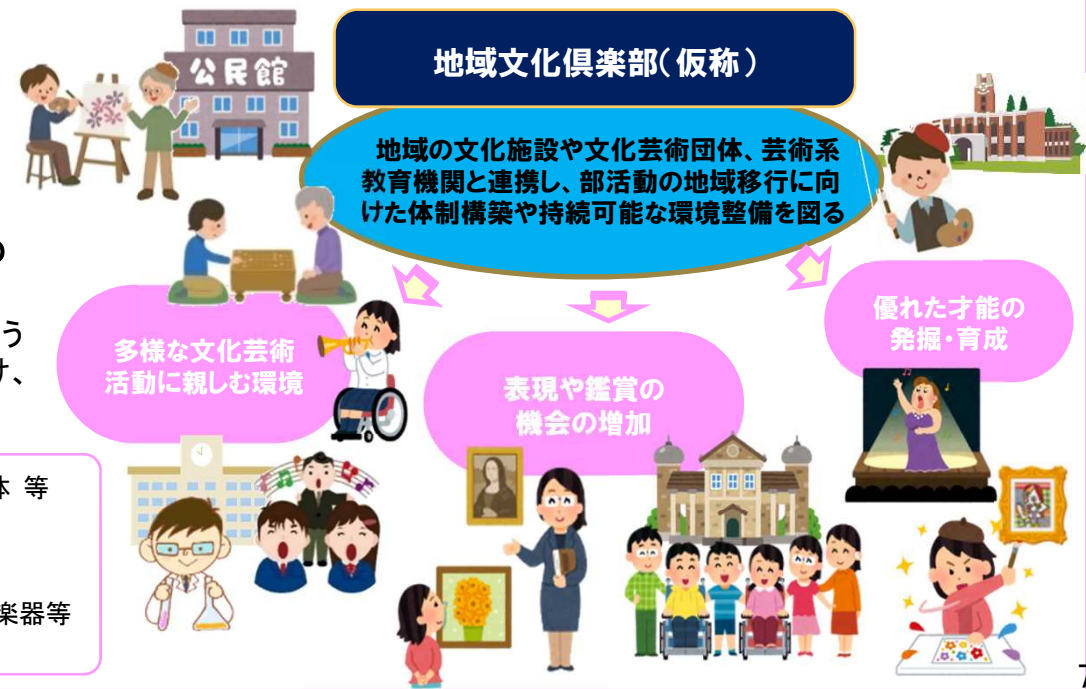 地域文化倶楽部(仮称)
公民館
地域の文化施設や文化芸術団体、芸術系
教育機関と連携し、部活動の地域移行に向
けた体制構築や持続可能な環境整備を図る
の
う
け、
多様な文化芸術
活動に親しむ環境
表現や鑑賞の
機会の増加
優れた才能の
発掘・育成
体 等
楽器等